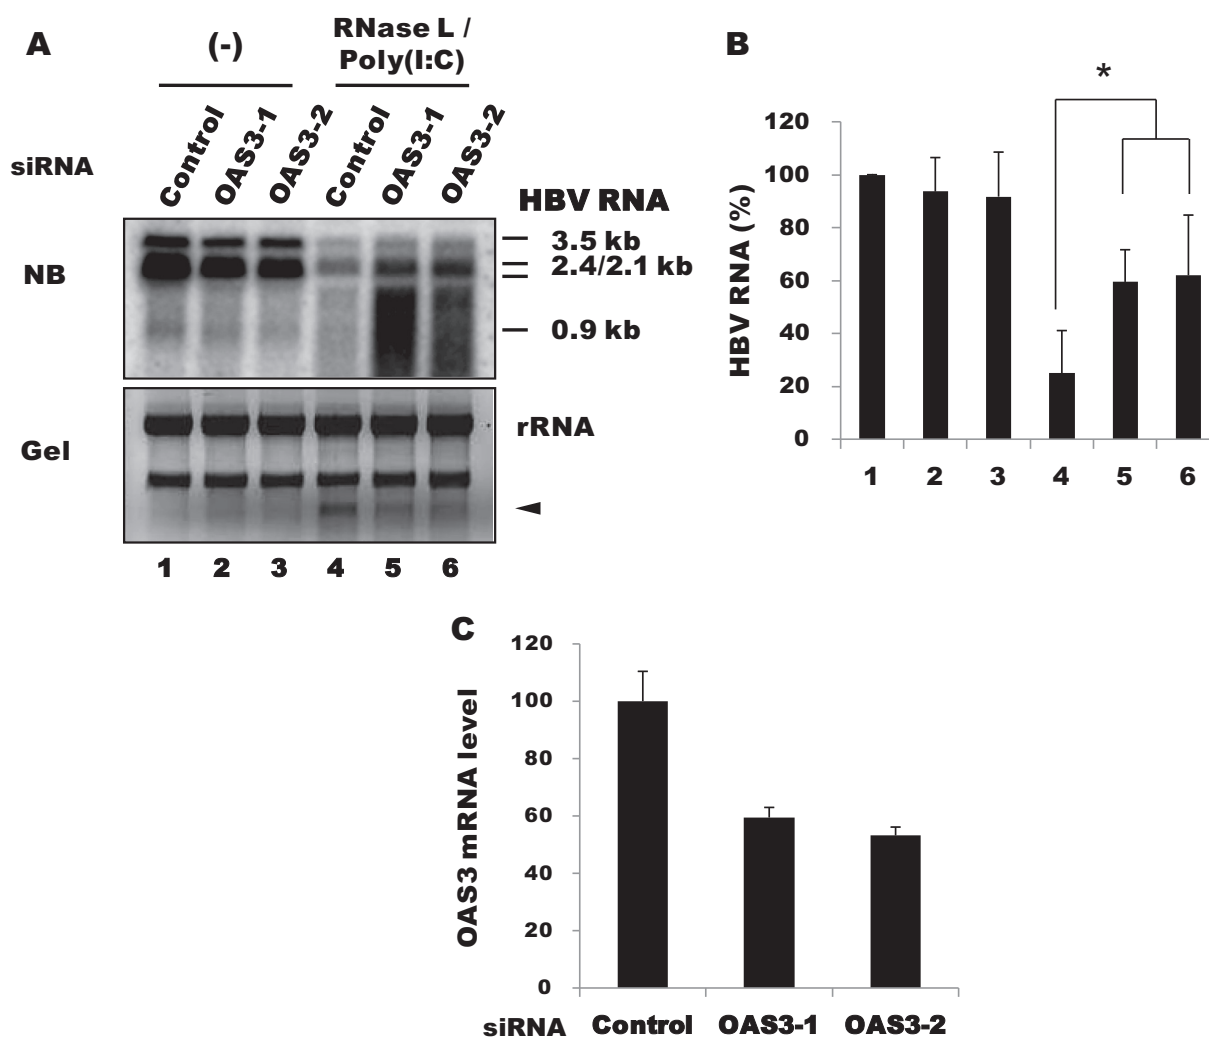 A
(-)
RNase L /
Poly(I:C)
siRNA
Control
OAS3-1
OAS3-2
Control
OAS3-1
OAS3-2
HBV RNA
NB
3.5 kb
2.4/2.1 kb
0.9 kb
Gel
rRNA
1 2 3 4 5 6
B
*
HBV RNA (%)
120
100
80
60
40
20
0
1 2 3 4 5 6
C
OAS3 mRNA level
120
100
80
60
40
20
0
siRNA Control OAS3-1 OAS3-2